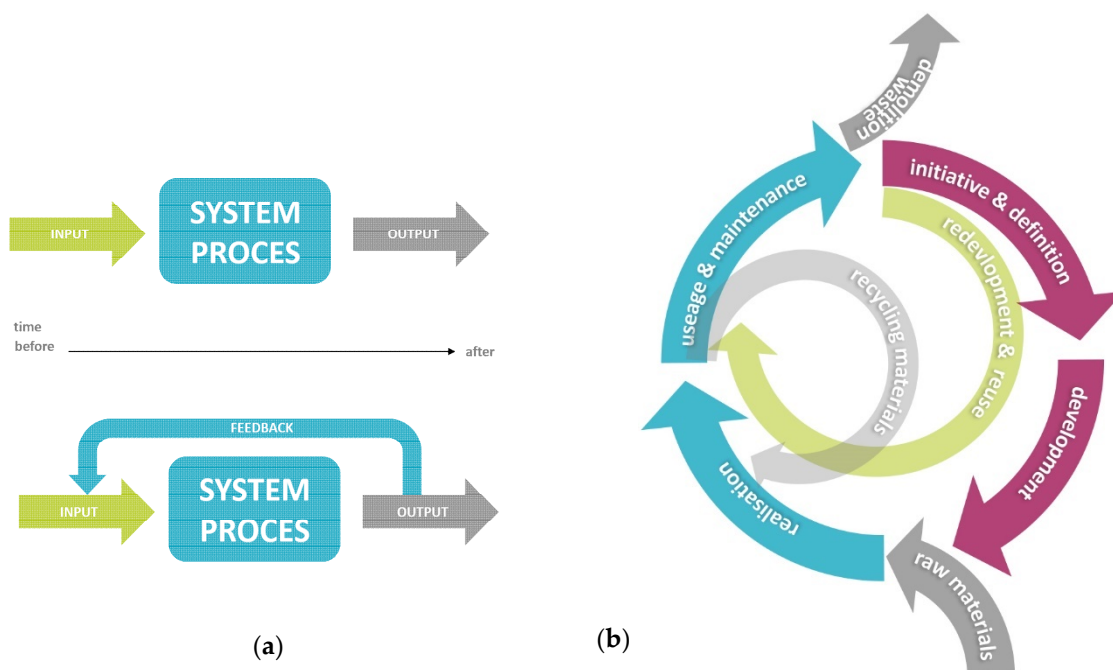 SYSTEM
PROCES
INPUT
OUTPUT
time
before
after
FEEDBACK
SYSTEM
PROCES
INPUT
OUTPUT
(a)
demolition
waste
initiative & definition
useage & maintenance
redevlopment & reuse
recycling materials
development
realisation
raw materials
(b)